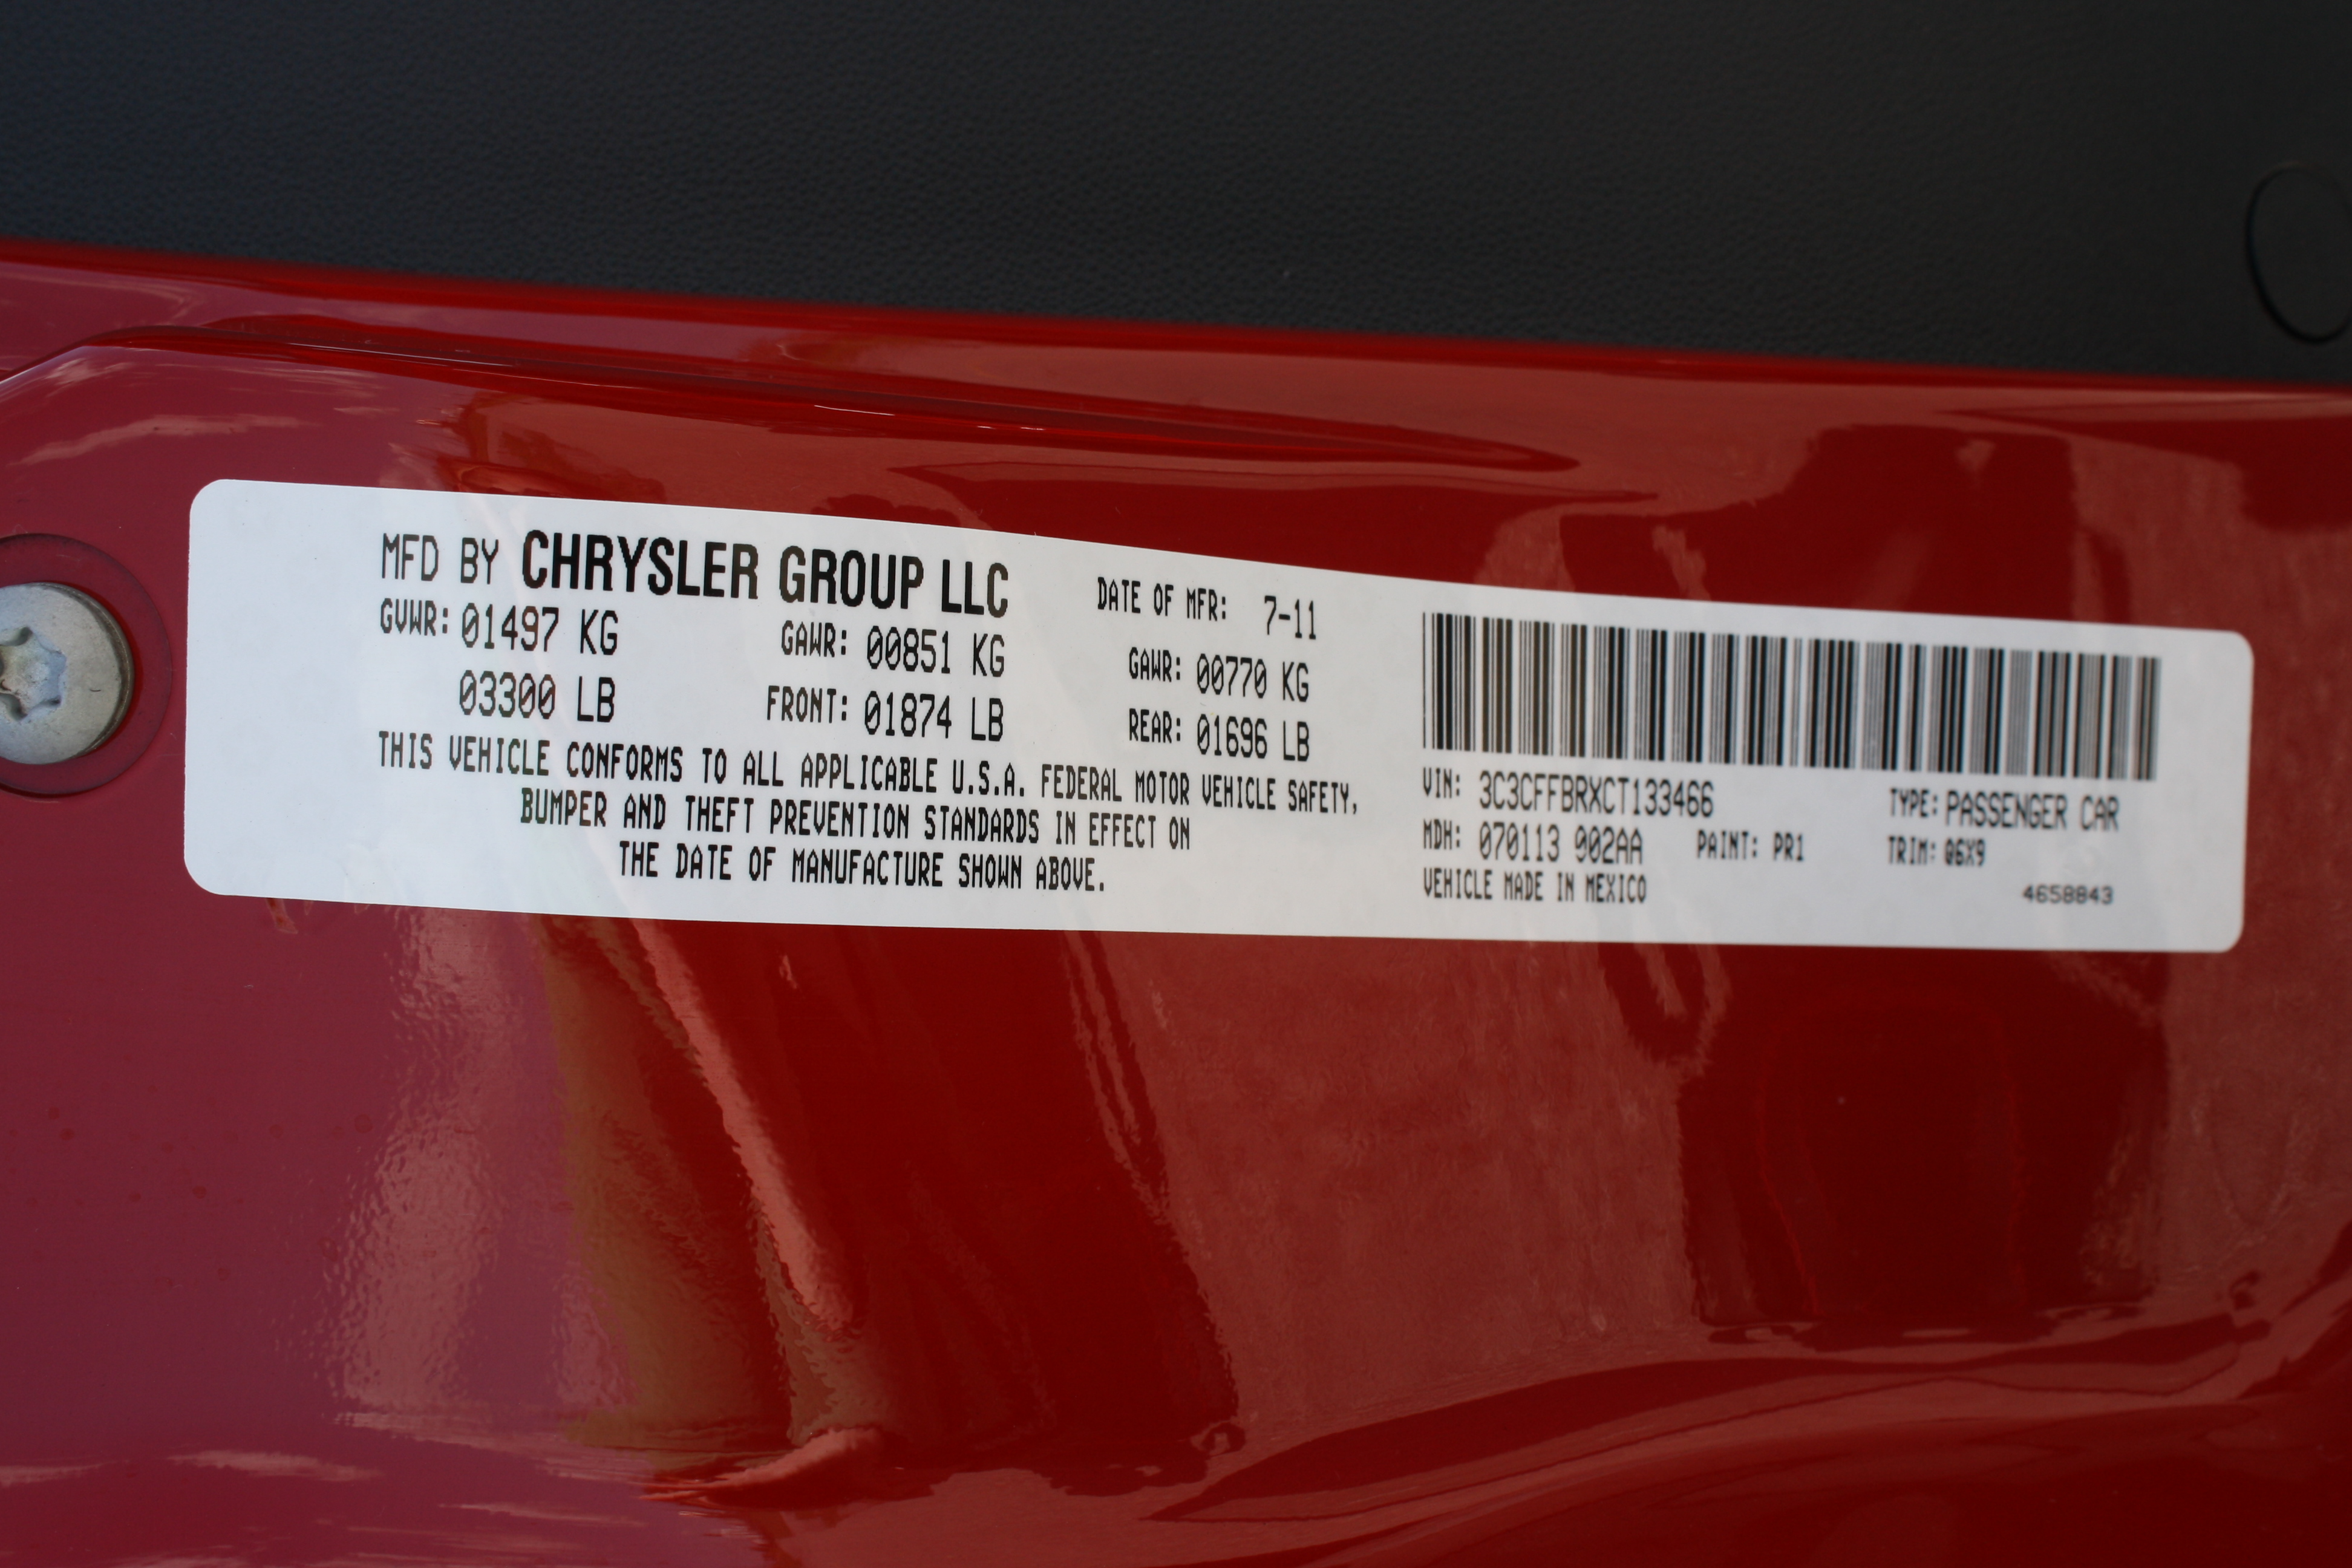 MFD BY CHRYSLER GROUP LLC DATE OF MFR: 7-11
GVWR: 01497 KG GAWR: 00851 KG GAWR: 00770 KG
03300 LB FRONT: 01874 LB REAR: 01696 LB
THIS VEHICLE CONFORMS TO ALL APPLICABLE U.S.A. FEDERAL MOTOR VEHICLE SAFETY,
BUMPER AND THEFT PREVENTION STANDARDS IN EFFECT ON
THE DATE OF MANUFACTURE SHOWN ABOVE.
VIN: 3C3CFFBRXCT133466 TYPE: PASSENGER CAR
MDH: 070113 902AA PAINT: PR1 TRIM: 06X9
VEHICLE MADE IN MEXICO
4658843